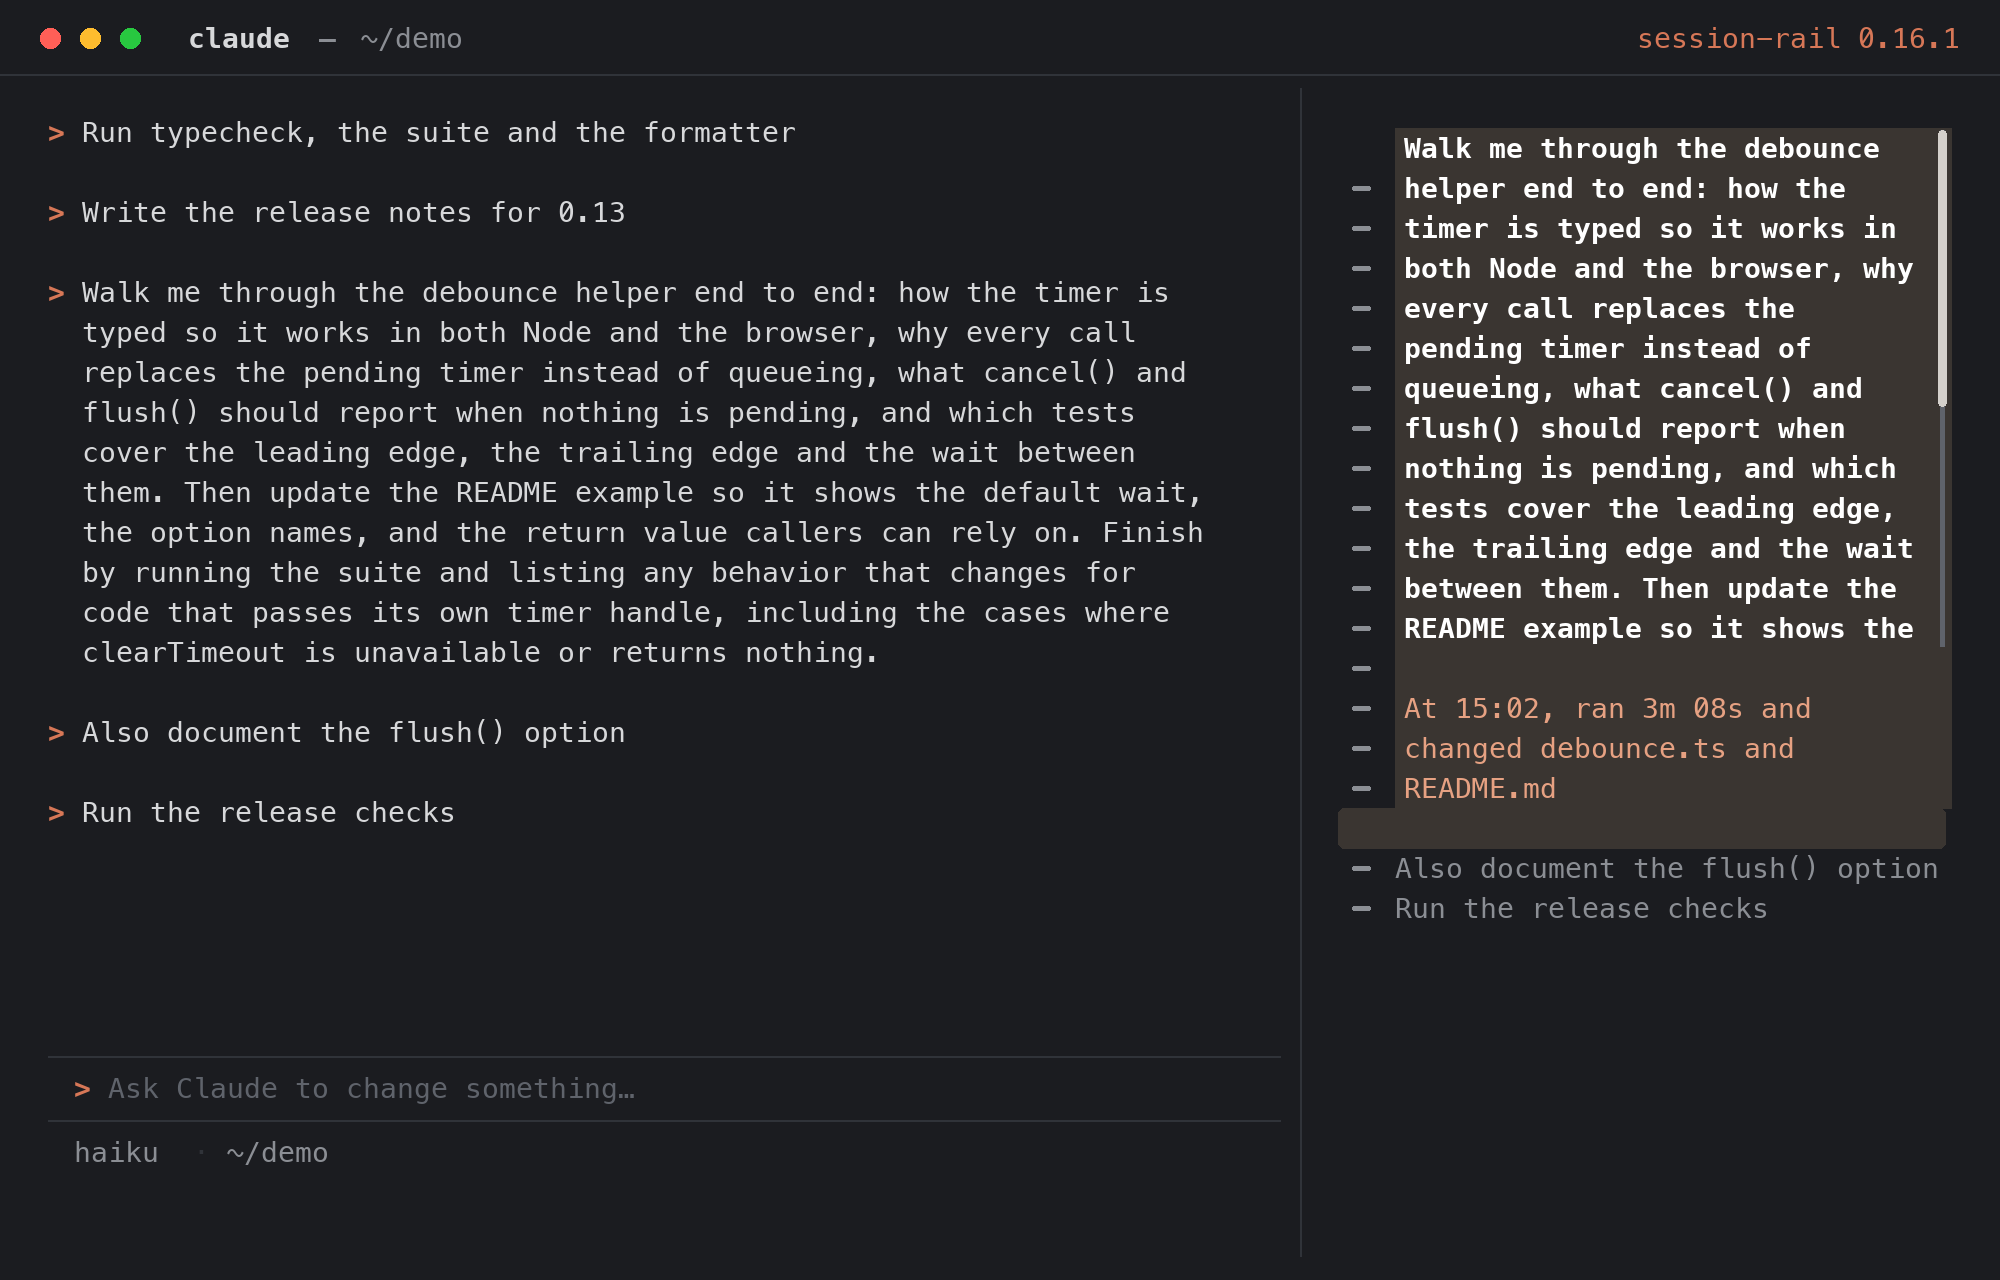 claude — ~/demo
session-rail 0.16.1
> Run typecheck, the suite and the formatter
> Write the release notes for 0.13
> Walk me through the debounce helper end to end: how the timer is
typed so it works in both Node and the browser, why every call
replaces the pending timer instead of queueing, what cancel() and
flush() should report when nothing is pending, and which tests
cover the leading edge, the trailing edge and the wait between
them. Then update the README example so it shows the default wait,
the option names, and the return value callers can rely on. Finish
by running the suite and listing any behavior that changes for
code that passes its own timer handle, including the cases where
clearTimeout is unavailable or returns nothing.
> Also document the flush() option
> Run the release checks
> Ask Claude to change something…
haiku · ~/demo
Walk me through the debounce
helper end to end: how the
timer is typed so it works in
both Node and the browser, why
every call replaces the
pending timer instead of
queueing, what cancel() and
flush() should report when
nothing is pending, and which
tests cover the leading edge,
the trailing edge and the wait
between them. Then update the
README example so it shows the
At 15:02, ran 3m 08s and
changed debounce.ts and
README.md
Also document the flush() option
Run the release checks